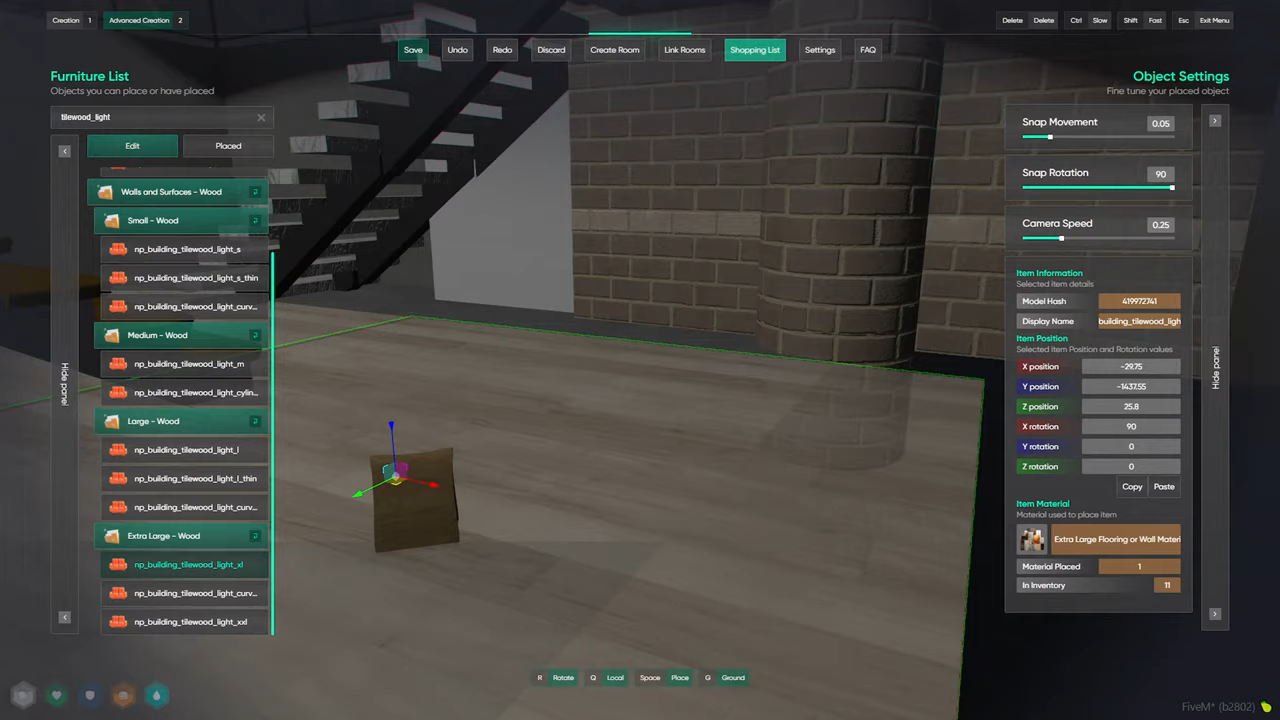 Creation 1
Advanced Creation 2
Delete Delete Ctrl Slow Shift Fast Esc Exit Menu
Save Undo Redo Discard Create Room Link Rooms Shopping List Settings FAQ
Furniture List
Objects you can place or have placed
tilewood_light
Edit Placed
Walls and Surfaces - Wood
Small - Wood
np_building_tilewood_light_s
np_building_tilewood_light_s_thin
np_building_tilewood_light_curv...
Medium - Wood
np_building_tilewood_light_m
np_building_tilewood_light_cylin...
Large - Wood
np_building_tilewood_light_l
np_building_tilewood_light_l_thin
np_building_tilewood_light_curv...
Extra Large - Wood
np_building_tilewood_light_xl
np_building_tilewood_light_curv...
np_building_tilewood_light_xxl
Hide panel
Object Settings
Fine tune your placed object
Snap Movement 0.05
Snap Rotation 90
Camera Speed 0.25
Item Information
Selected item details
Model Hash 419972741
Display Name building_tilewood_ligh
Item Position
Selected Item Position and Rotation values
X position -29.75
Y position -1437.55
Z position 25.8
X rotation 90
Y rotation 0
Z rotation 0
Copy Paste
Item Material
Material used to place item
Extra Large Flooring or Wall Materi
Material Placed 1
In Inventory 11
Hide panel
R Rotate Q Local Space Place G Ground
FiveM* (b2802)